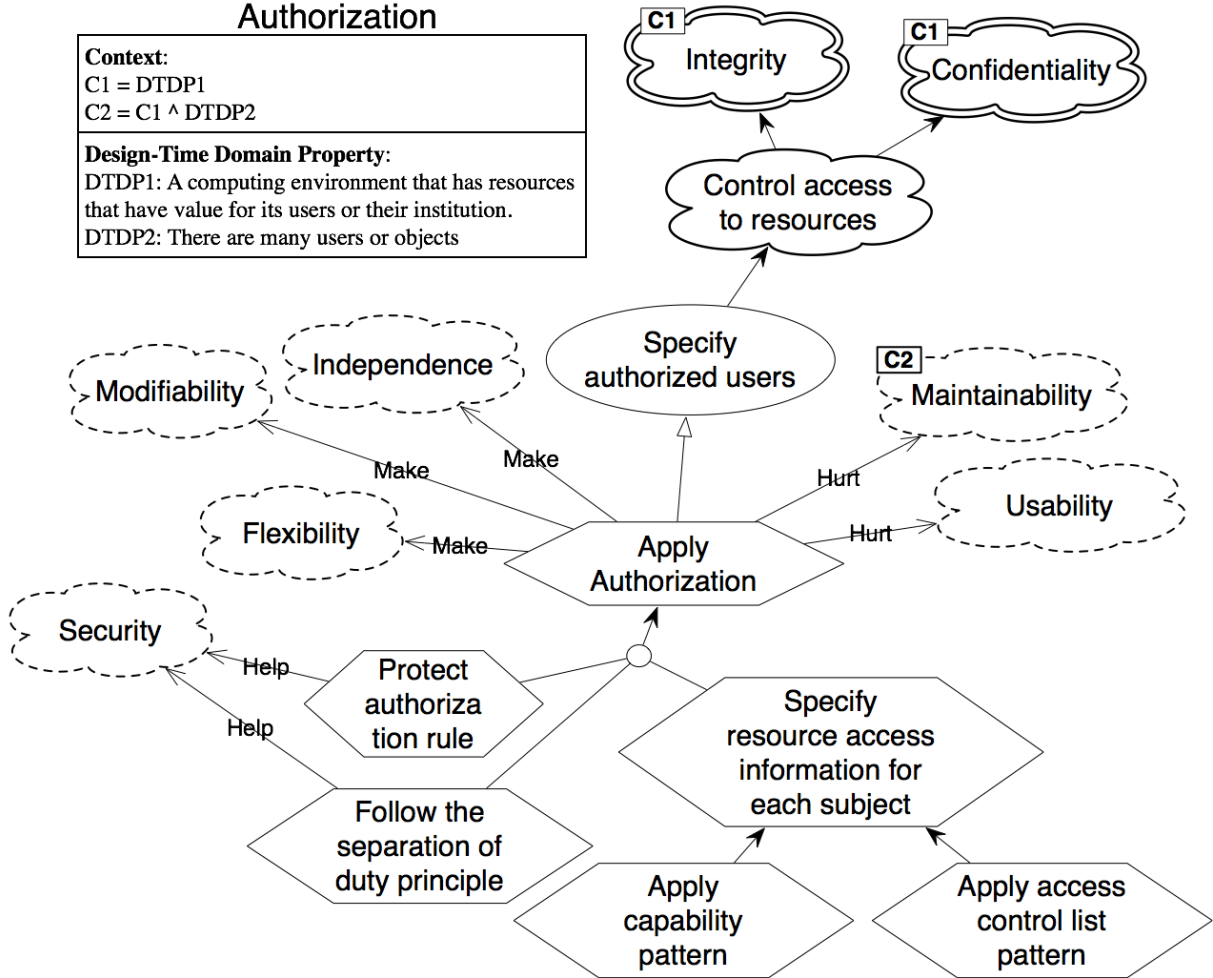 Authorization
Context:
C1 = DTDP1
C2 = C1 ^ DTDP2
Design-Time Domain Property:
DTDP1: A computing environment that has resources
that have value for its users or their institution.
DTDP2: There are many users or objects
C1
Integrity
C1
Confidentiality
Control access
to resources
Specify
authorized users
Modifiability
Independence
C2
Maintainability
Usability
Flexibility
Security
Make
Make
Make
Hurt
Hurt
Apply
Authorization
Help
Help
Protect
authoriza
tion rule
Follow the
separation of
duty principle
Specify
resource access
information for
each subject
Apply
capability
pattern
Apply access
control list
pattern